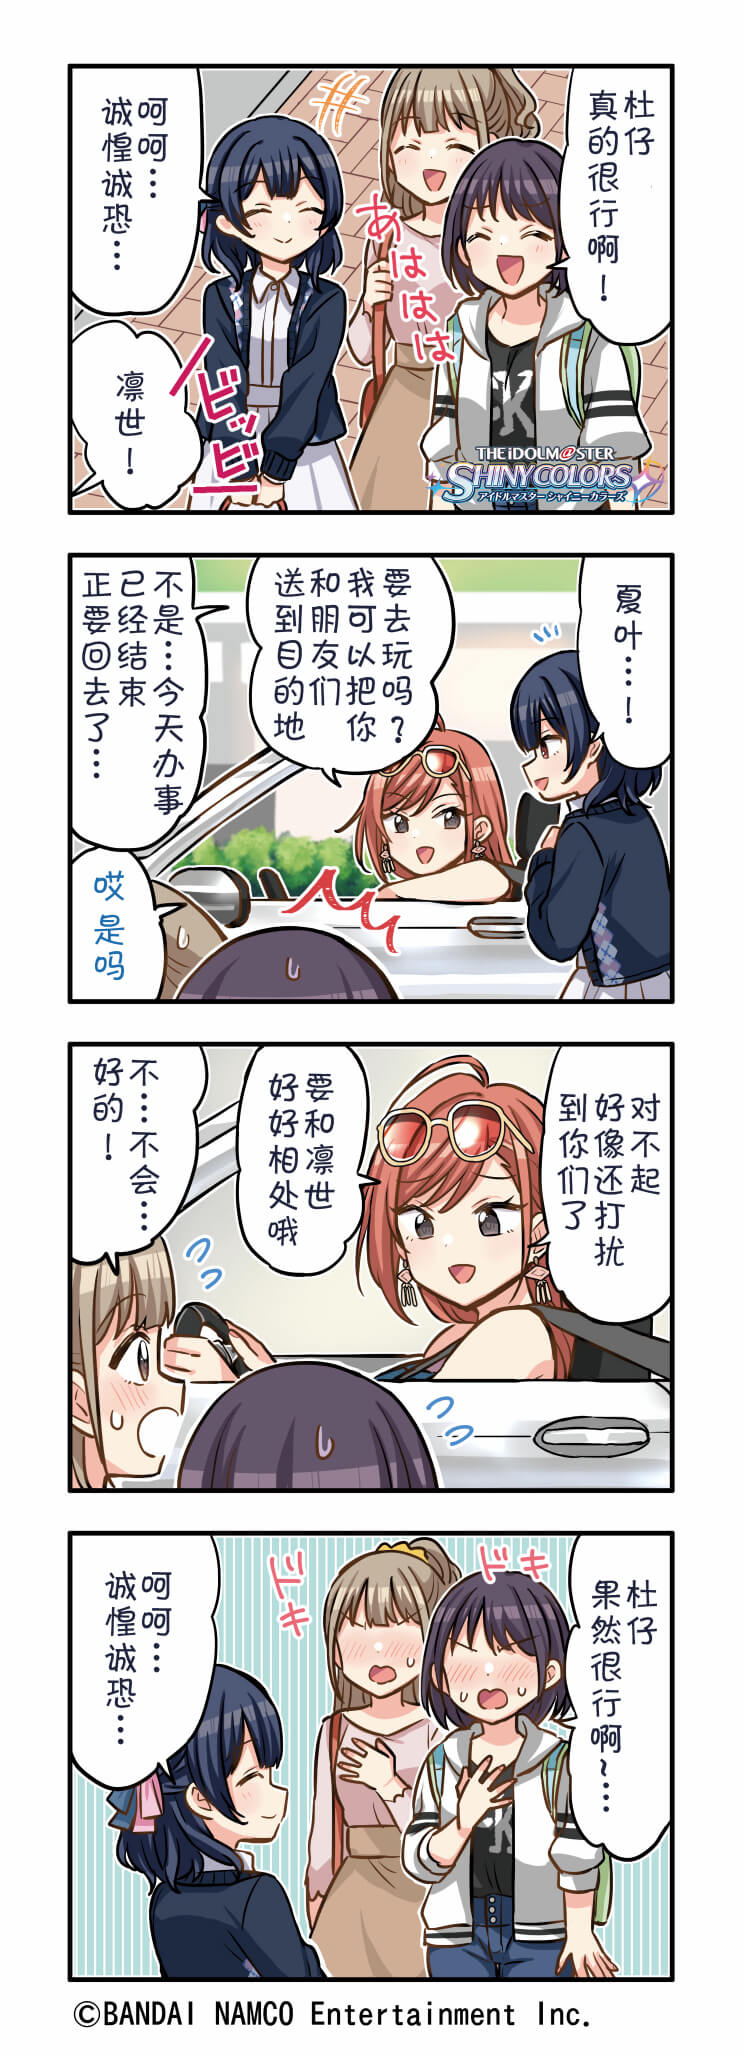 杜仔
真的很行啊！
あははは
呵呵…
诚惶诚恐…
ビッビー
凛世！
THE iDOLM@STER
SHINY COLORS
アイドルマスター シャイニーカラーズ
夏叶…！
要去玩吗？
我可以把你
和朋友们
送到目的地
不是…今天办事
已经结束
正要回去了…
哎是吗
对不起
好像还打扰
到你们了
要和凛世
好好相处哦
不…不会…
好的！
杜仔
果然很行啊~…
ドキ
ドキ
呵呵…
诚惶诚恐…
©BANDAI NAMCO Entertainment Inc.